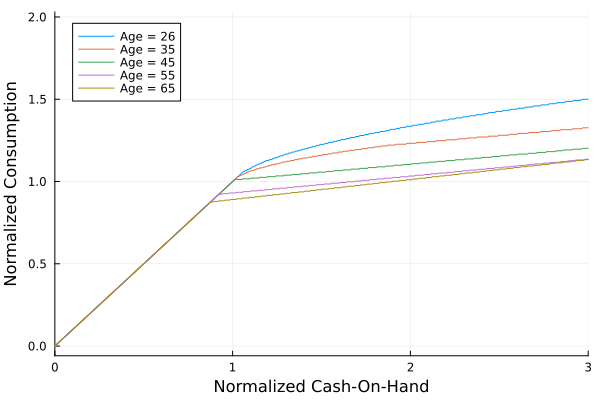 2.0
1.5
1.0
0.5
0.0
Normalized Consumption
Age = 26
Age = 35
Age = 45
Age = 55
Age = 65
0
1
2
3
Normalized Cash-On-Hand